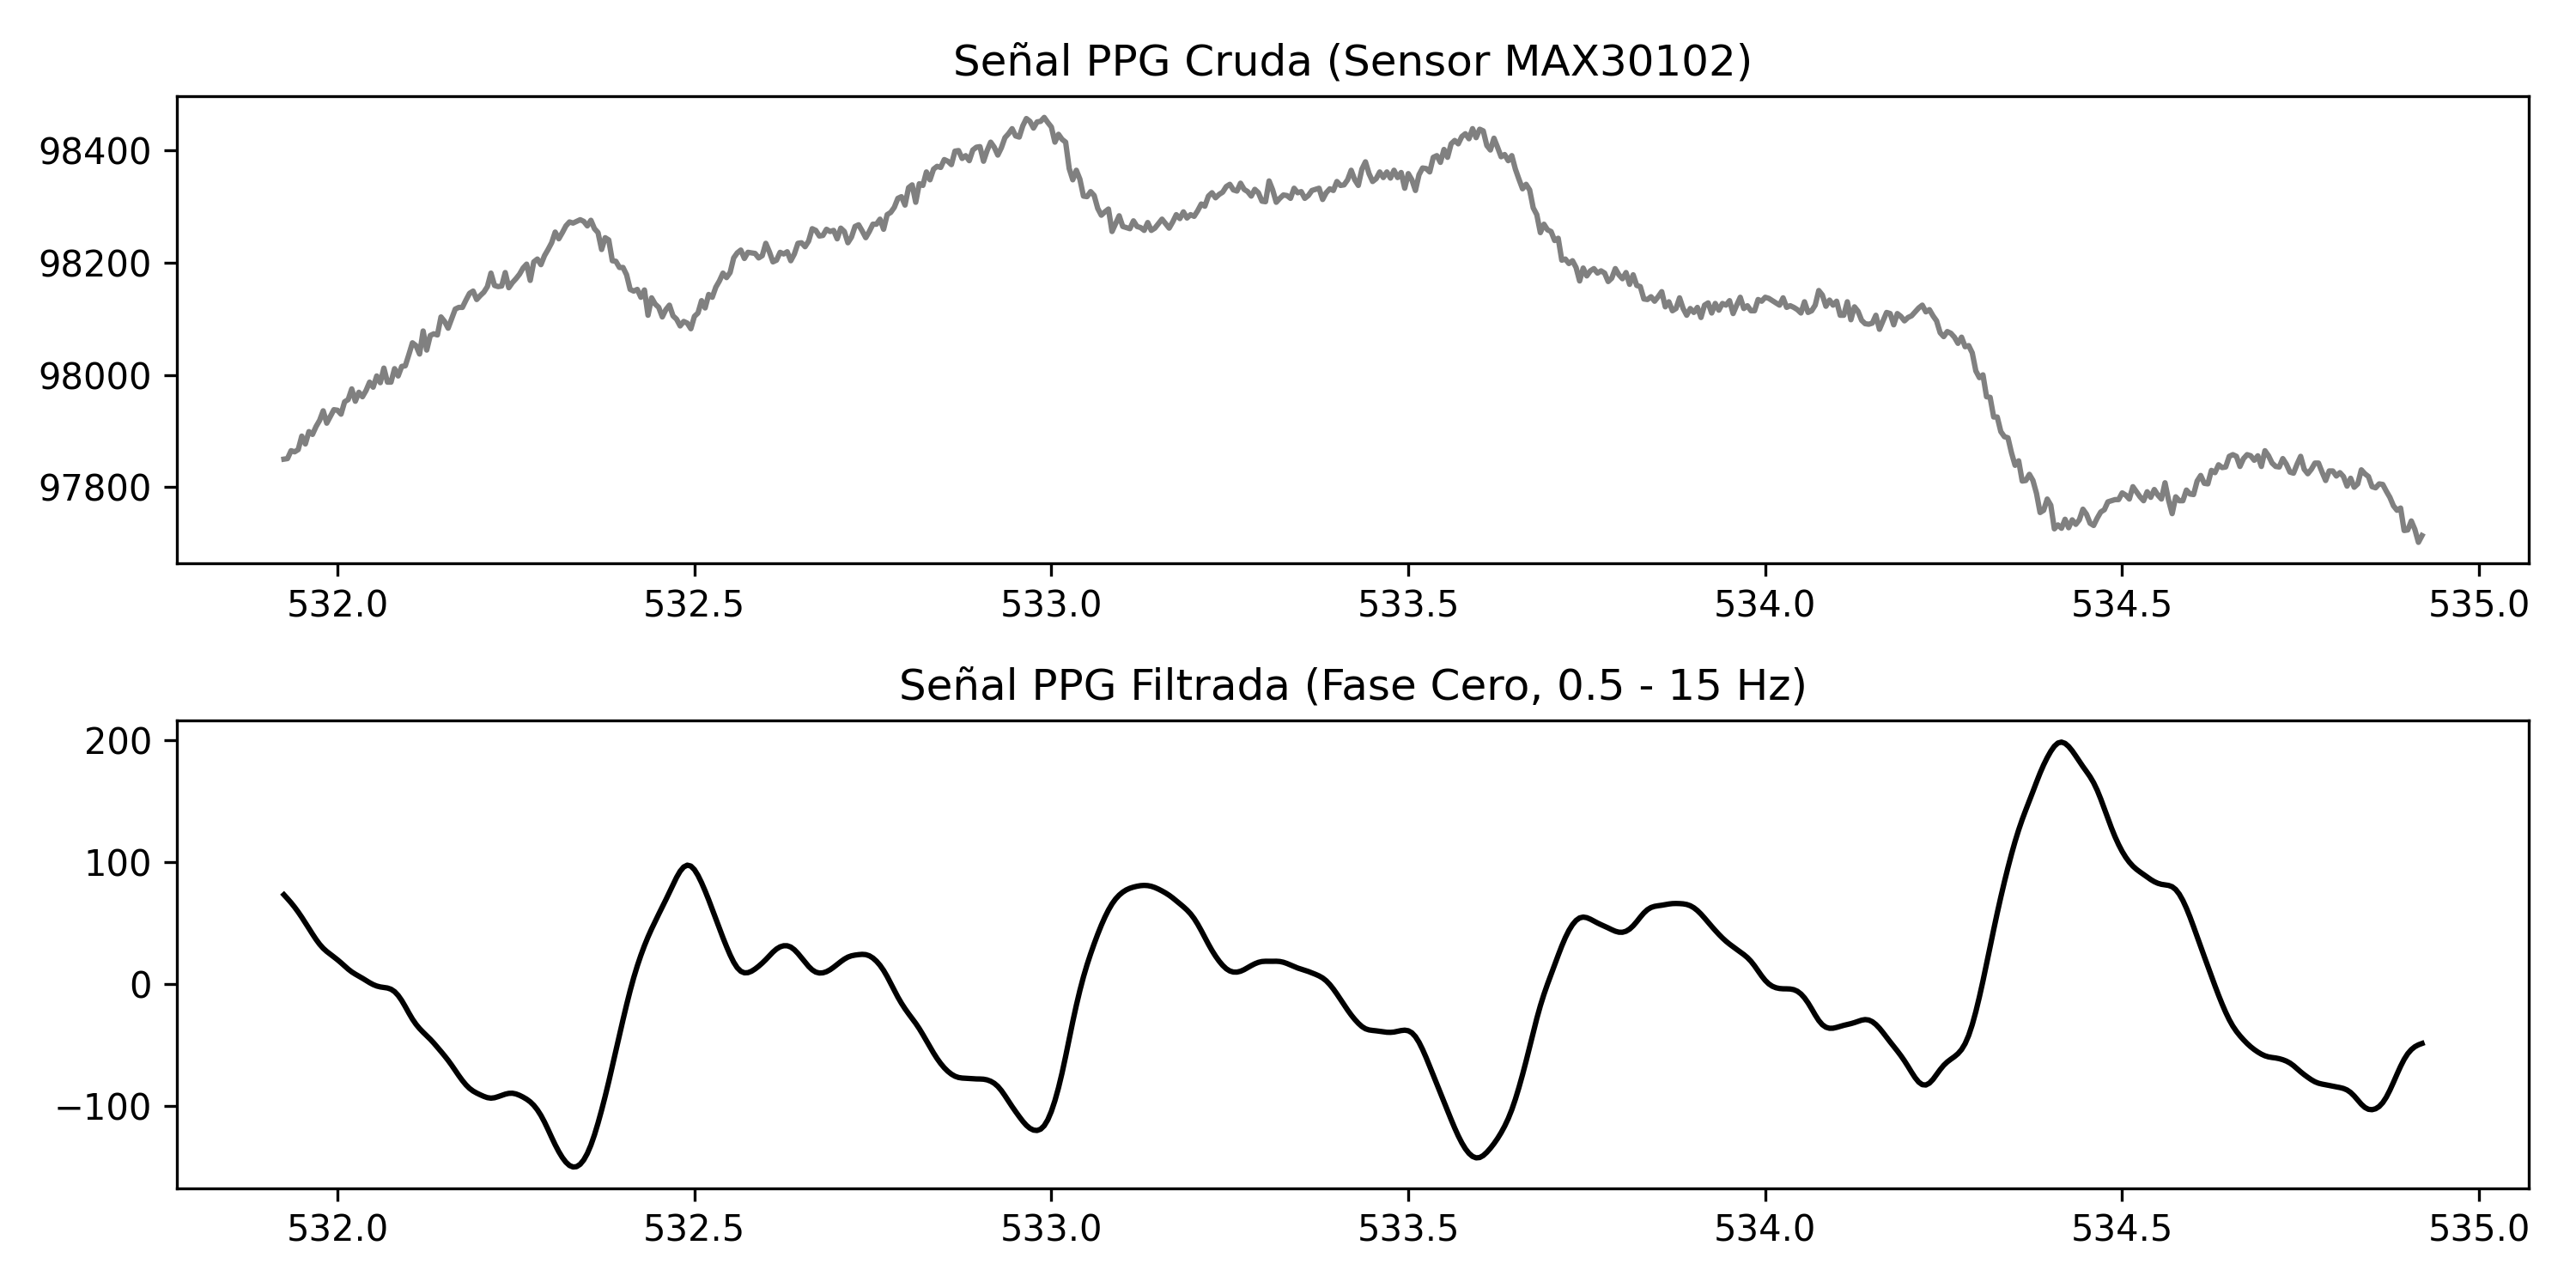 Señal PPG Cruda (Sensor MAX30102)
98400
98200
98000
97800
532.0 532.5 533.0 533.5 534.0 534.5 535.0
Señal PPG Filtrada (Fase Cero, 0.5 - 15 Hz)
200
100
0
−100
532.0 532.5 533.0 533.5 534.0 534.5 535.0